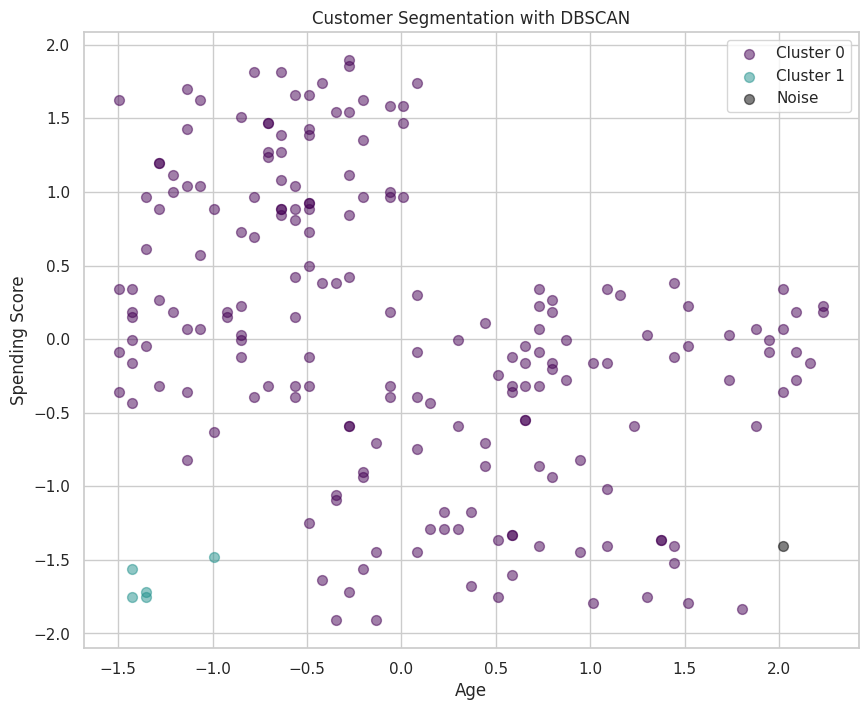 Customer Segmentation with DBSCAN
Cluster 0
Cluster 1
Noise
Spending Score
2.0
1.5
1.0
0.5
0.0
−0.5
−1.0
−1.5
−2.0
−1.5 −1.0 −0.5 0.0 0.5 1.0 1.5 2.0
Age